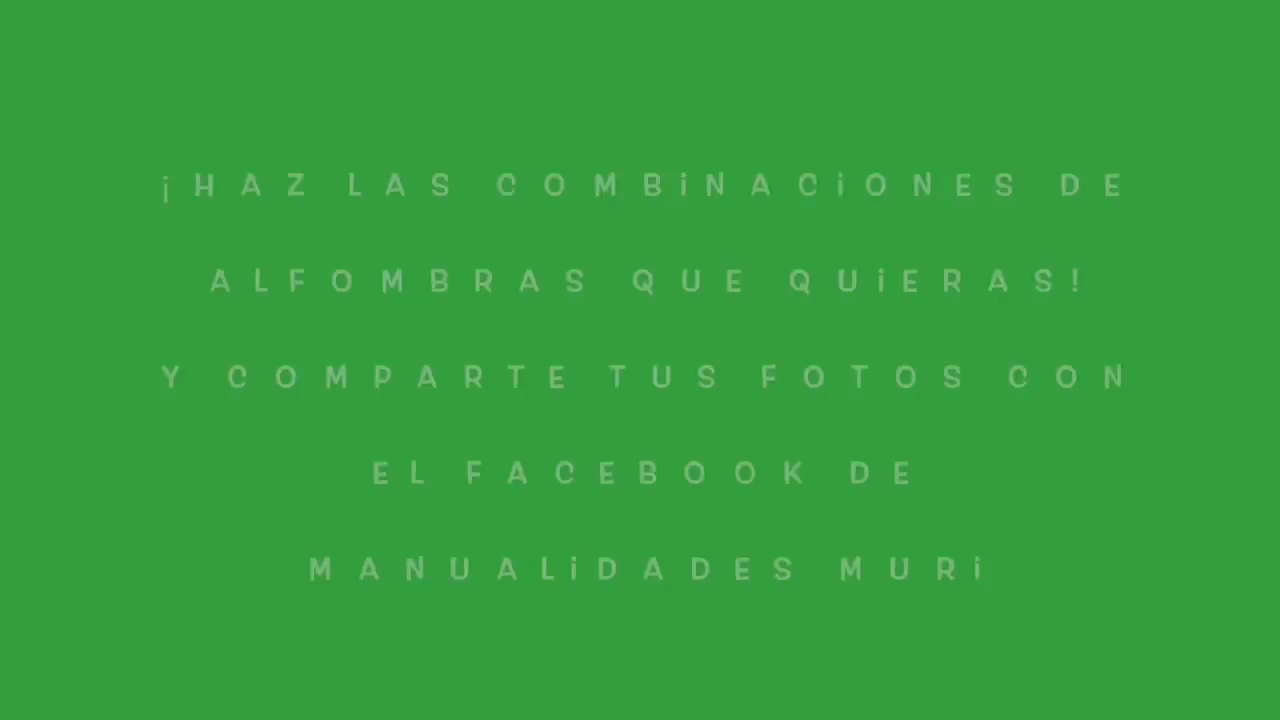 ¡HAZ LAS COMBiNACiONES DE
ALFOMBRAS QUE QUiERAS!
Y COMPARTE TUS FOTOS CON
EL FACEBOOK DE
MANUALiDADES MURi